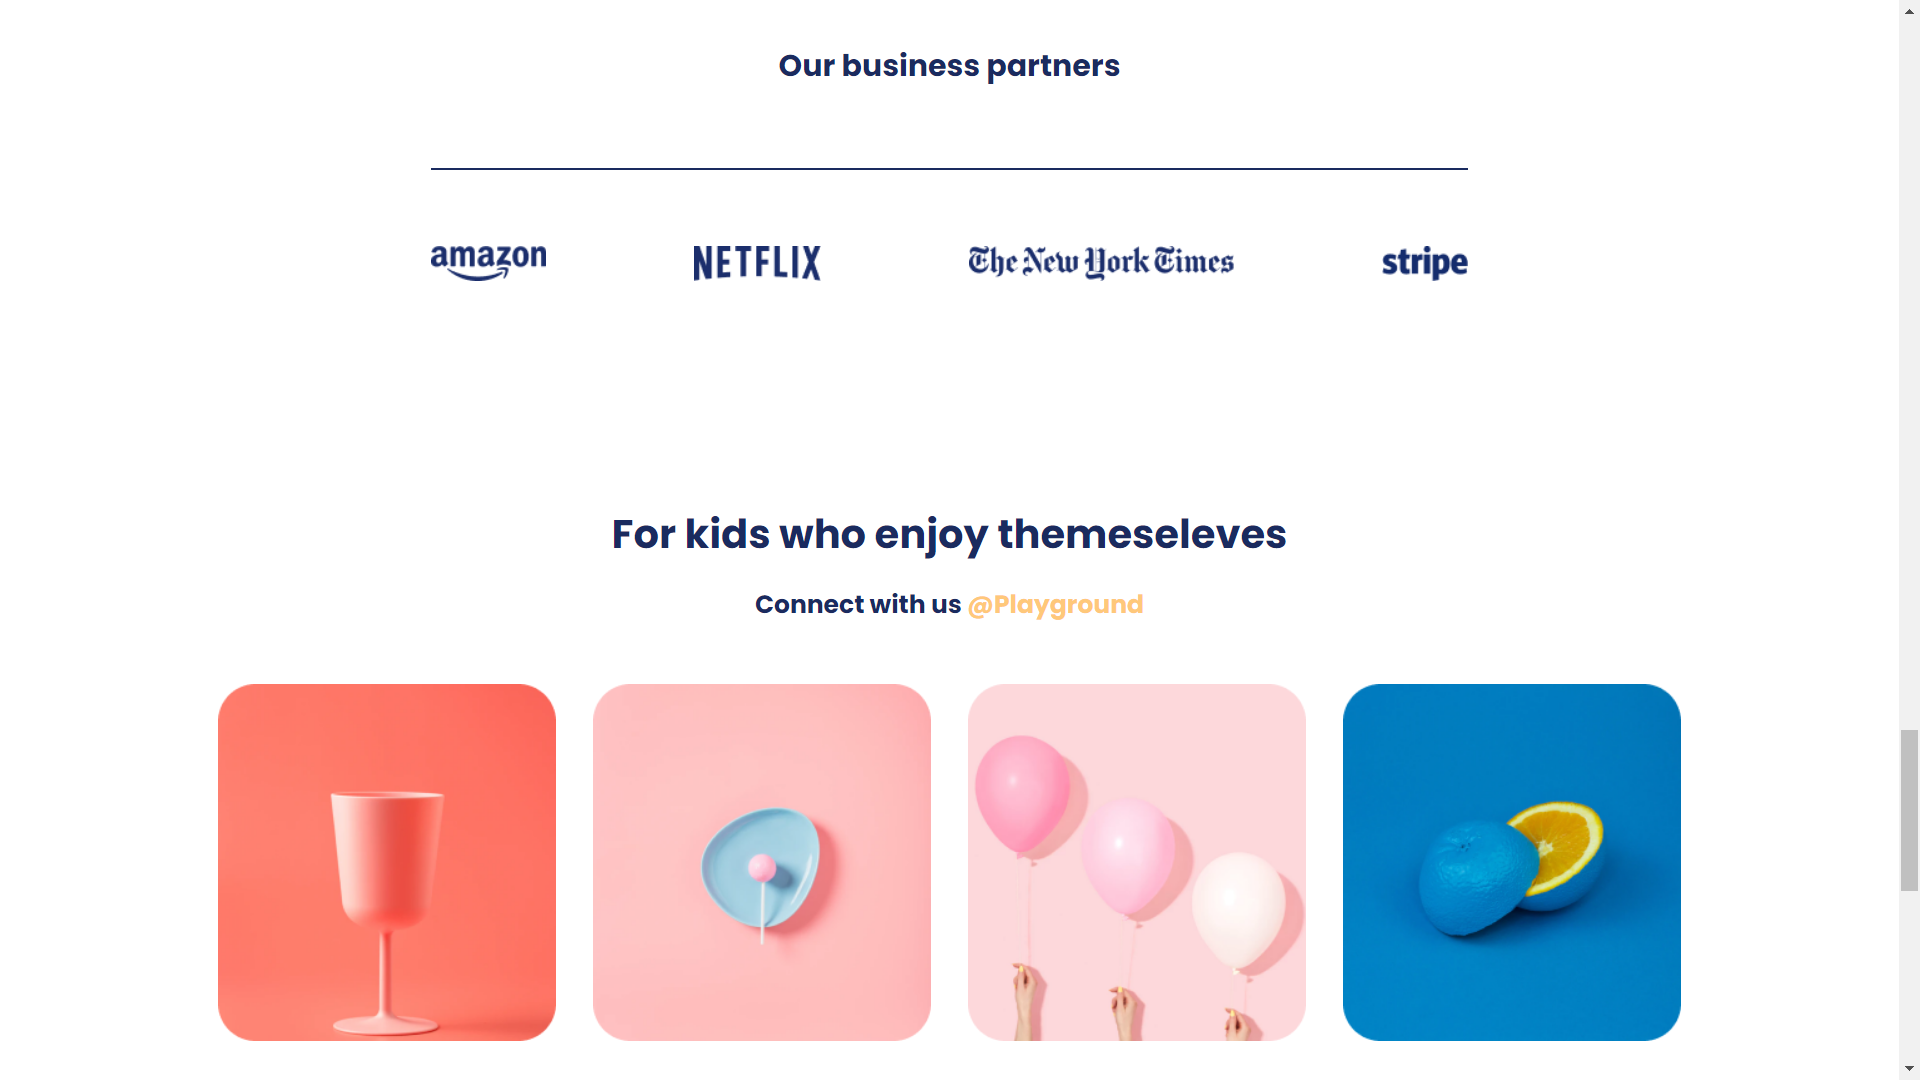 Our business partners
amazon NETFLIX The New York Times stripe
For kids who enjoy themeseleves
Connect with us @Playground